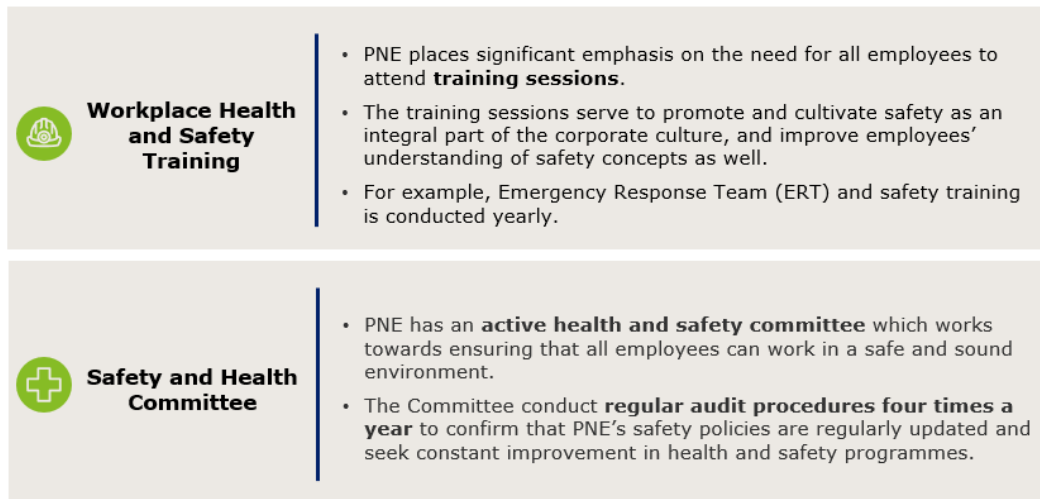 Workplace Health
and Safety
Training
• PNE places significant emphasis on the need for all employees to
attend training sessions.
• The training sessions serve to promote and cultivate safety as an
integral part of the corporate culture, and improve employees’
understanding of safety concepts as well.
• For example, Emergency Response Team (ERT) and safety training
is conducted yearly.
Safety and Health
Committee
• PNE has an active health and safety committee which works
towards ensuring that all employees can work in a safe and sound
environment.
• The Committee conduct regular audit procedures four times a
year to confirm that PNE’s safety policies are regularly updated and
seek constant improvement in health and safety programmes.